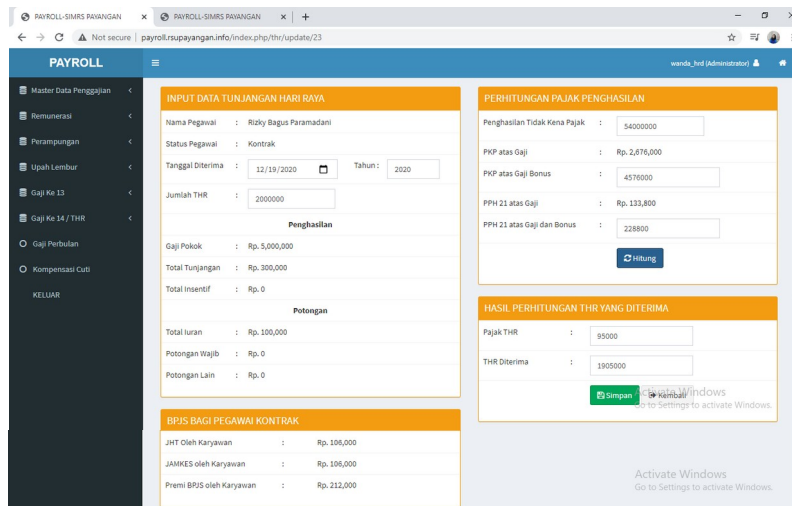 PAYROLL-SIMRS PAYANGAN
PAYROLL-SIMRS PAYANGAN
Not secure | payroll.rsupayangan.info/index.php/thr/update/23
PAYROLL
wanda_hrd (Administrator)
Master Data Penggajian
Remunerasi
Perampungan
Upah Lembur
Gaji Ke 13
Gaji Ke 14 / THR
Gaji Perbulan
Kompensasi Cuti
KELUAR
INPUT DATA TUNJANGAN HARI RAYA
Nama Pegawai : Rizky Bagus Paramadani
Status Pegawai : Kontrak
Tanggal Diterima : 12/19/2020 Tahun : 2020
Jumlah THR : 2000000
Penghasilan
Gaji Pokok : Rp. 5,000,000
Total Tunjangan : Rp. 300,000
Total Insentif : Rp. 0
Potongan
Total Iuran : Rp. 100,000
Potongan Wajib : Rp. 0
Potongan Lain : Rp. 0
BPJS BAGI PEGAWAI KONTRAK
JHT Oleh Karyawan : Rp. 106,000
JAMKES oleh Karyawan : Rp. 106,000
Premi BPJS oleh Karyawan : Rp. 212,000
PERHITUNGAN PAJAK PENGHASILAN
Penghasilan Tidak Kena Pajak : 54000000
PKP atas Gaji : Rp. 2,676,000
PKP atas Gaji Bonus : 4576000
PPH 21 atas Gaji : Rp. 133,800
PPH 21 atas Gaji dan Bonus : 228800
Hitung
HASIL PERHITUNGAN THR YANG DITERIMA
Pajak THR : 95000
THR Diterima : 1905000
Simpan Kembali
Activate Windows
Go to Settings to activate Windows.
Activate Windows
Go to Settings to activate Windows.